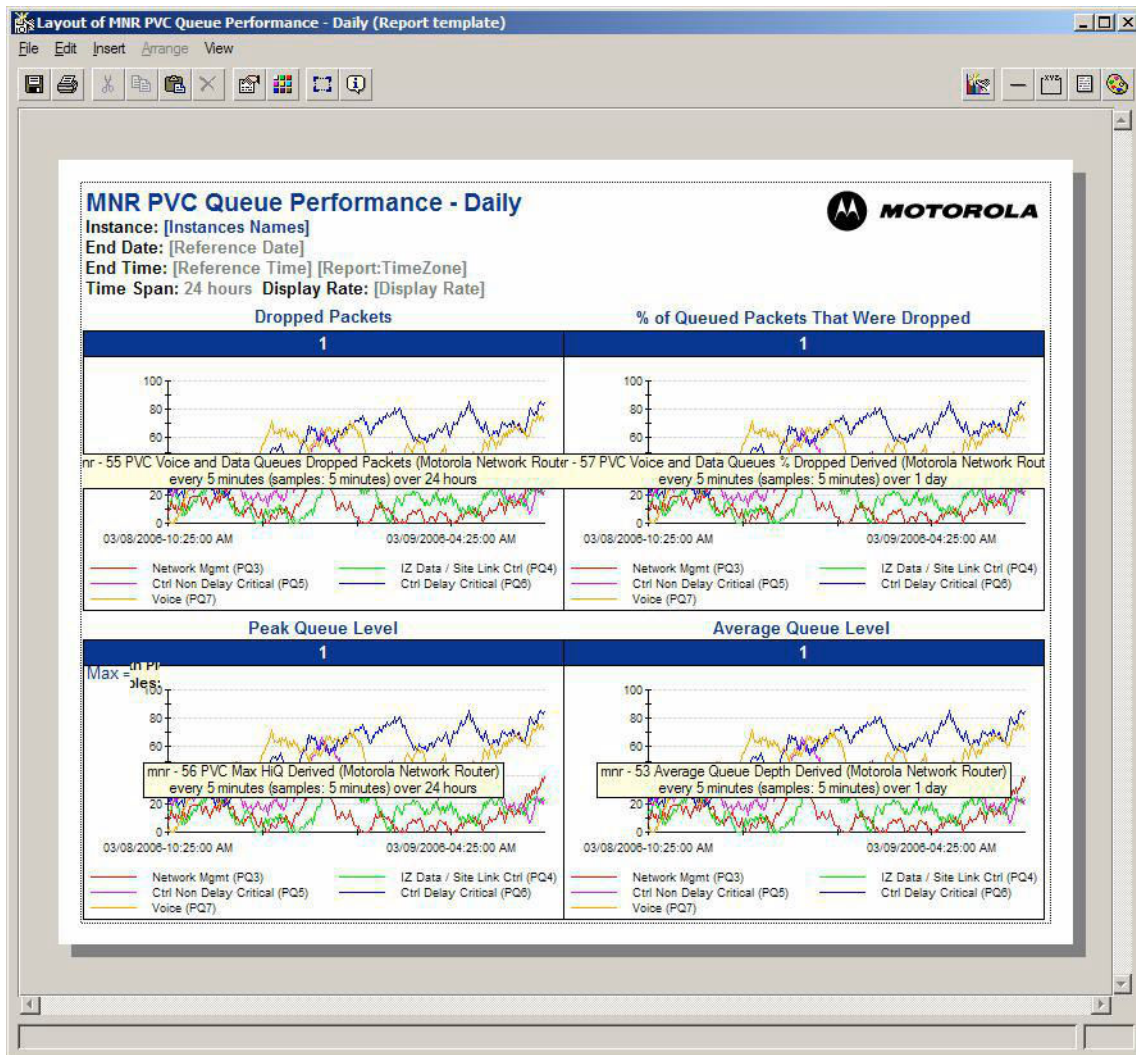 Layout of MNR PVC Queue Performance - Daily (Report template)
File Edit Insert Arrange View
XYZ
MNR PVC Queue Performance - Daily
MOTOROLA
Instance: [Instances Names]
End Date: [Reference Date]
End Time: [Reference Time] [Report:TimeZone]
Time Span: 24 hours Display Rate: [Display Rate]
Dropped Packets
1
100
80
60
nr - 55 PVC Voice and Data Queues Dropped Packets (Motorola Network Router
every 5 minutes (samples: 5 minutes) over 24 hours
20
0
03/08/2006-10:25:00 AM 03/09/2006-04:25:00 AM
Network Mgmt (PQ3) IZ Data / Site Link Ctrl (PQ4)
Ctrl Non Delay Critical (PQ5) Ctrl Delay Critical (PQ6)
Voice (PQ7)
% of Queued Packets That Were Dropped
1
100
80
60
- 57 PVC Voice and Data Queues % Dropped Derived (Motorola Network Rout
every 5 minutes (samples: 5 minutes) over 1 day
20
0
03/08/2006-10:25:00 AM 03/09/2006-04:25:00 AM
Network Mgmt (PQ3) IZ Data / Site Link Ctrl (PQ4)
Ctrl Non Delay Critical (PQ5) Ctrl Delay Critical (PQ6)
Voice (PQ7)
Peak Queue Level
1
Max =
ples:
100
80
60
mnr - 56 PVC Max HiQ Derived (Motorola Network Router)
every 5 minutes (samples: 5 minutes) over 24 hours
20
0
03/08/2006-10:25:00 AM 03/09/2006-04:25:00 AM
Network Mgmt (PQ3) IZ Data / Site Link Ctrl (PQ4)
Ctrl Non Delay Critical (PQ5) Ctrl Delay Critical (PQ6)
Voice (PQ7)
Average Queue Level
1
100
80
60
mnr - 53 Average Queue Depth Derived (Motorola Network Router)
every 5 minutes (samples: 5 minutes) over 1 day
20
0
03/08/2006-10:25:00 AM 03/09/2006-04:25:00 AM
Network Mgmt (PQ3) IZ Data / Site Link Ctrl (PQ4)
Ctrl Non Delay Critical (PQ5) Ctrl Delay Critical (PQ6)
Voice (PQ7)